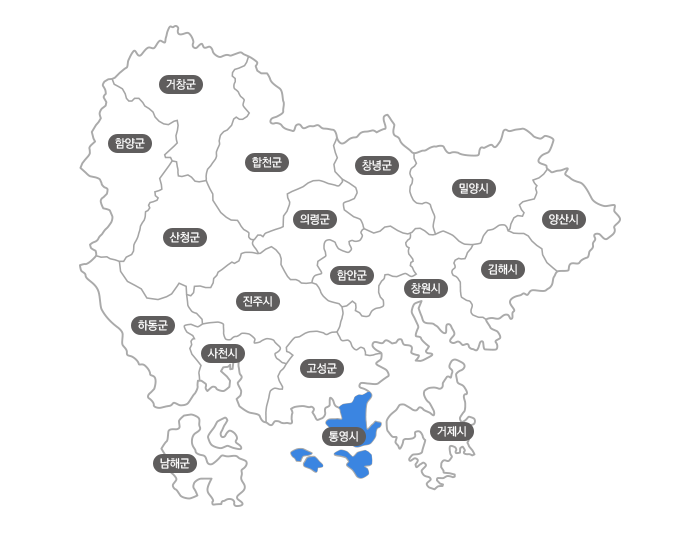 거창군
함양군
합천군
창녕군
밀양시
의령군
양산시
산청군
김해시
함안군
창원시
진주시
하동군
사천시
고성군
거제시
통영시
남해군